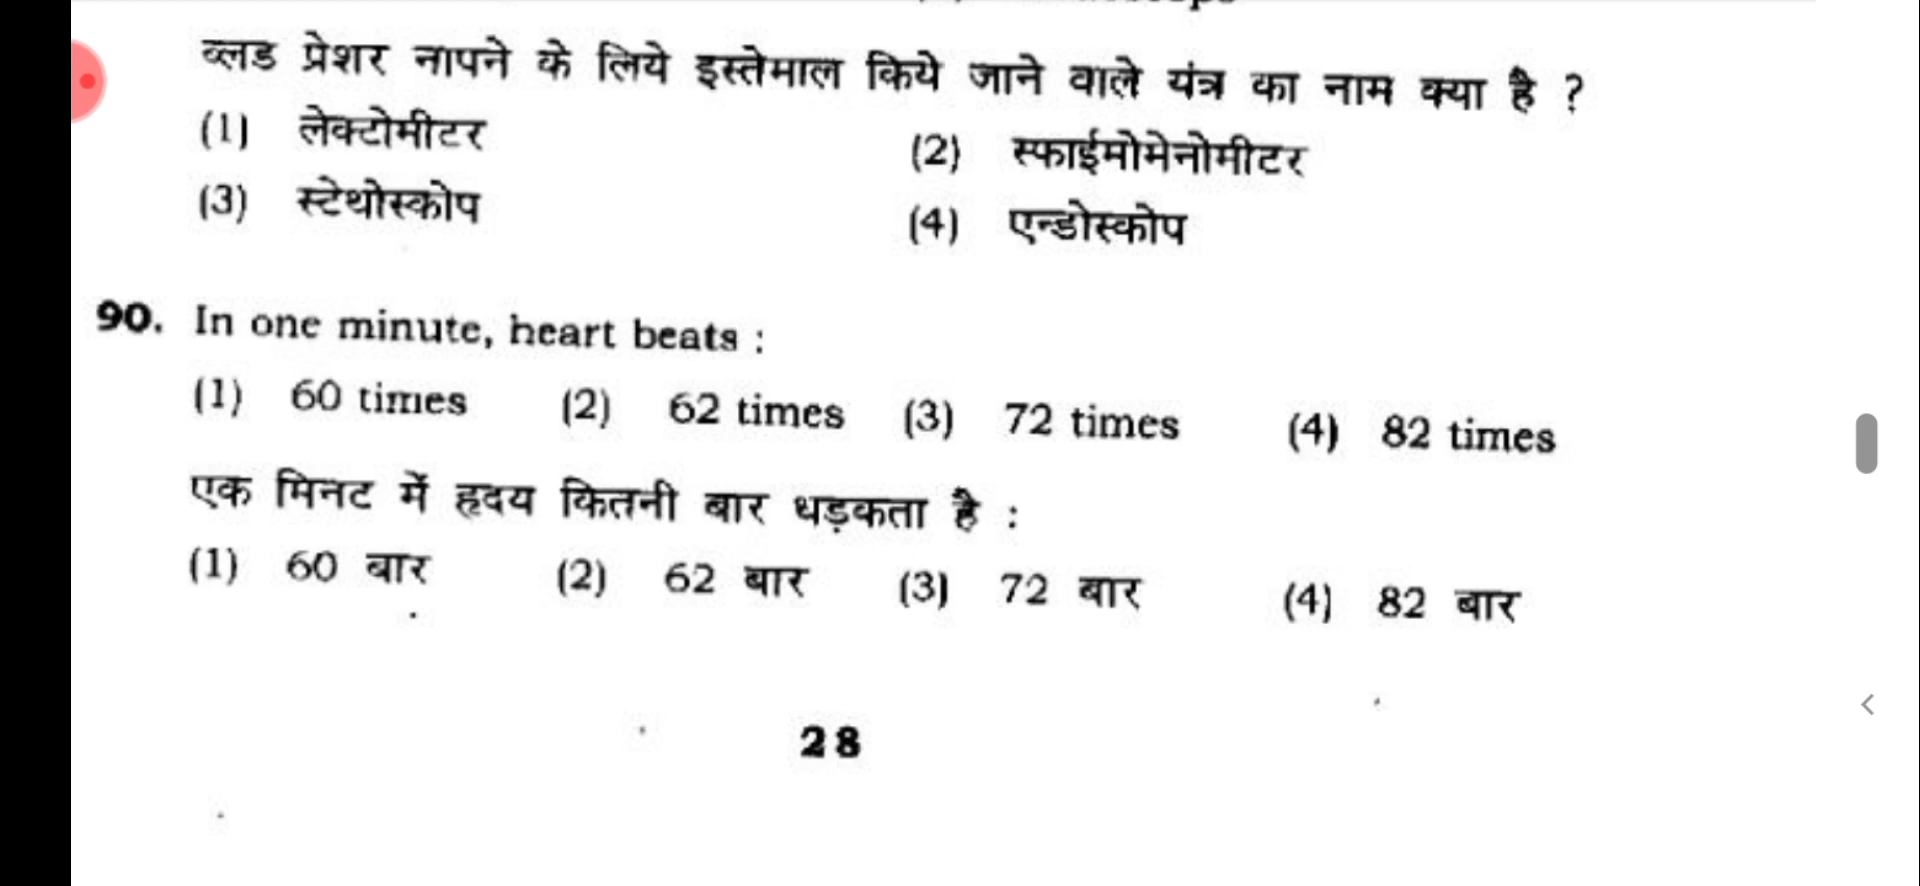 ब्लड प्रेशर नापने के लिये इस्तेमाल किये जाने वाले यंत्र का नाम क्या है ?
(1) लेक्टोमीटर (2) स्फाईमोमेनोमीटर
(3) स्टेथोस्कोप (4) एन्डोस्कोप
90. In one minute, heart beats :
(1) 60 times (2) 62 times (3) 72 times (4) 82 times
एक मिनट में हृदय कितनी बार धड़कता है :
(1) 60 बार (2) 62 बार (3) 72 बार (4) 82 बार
28